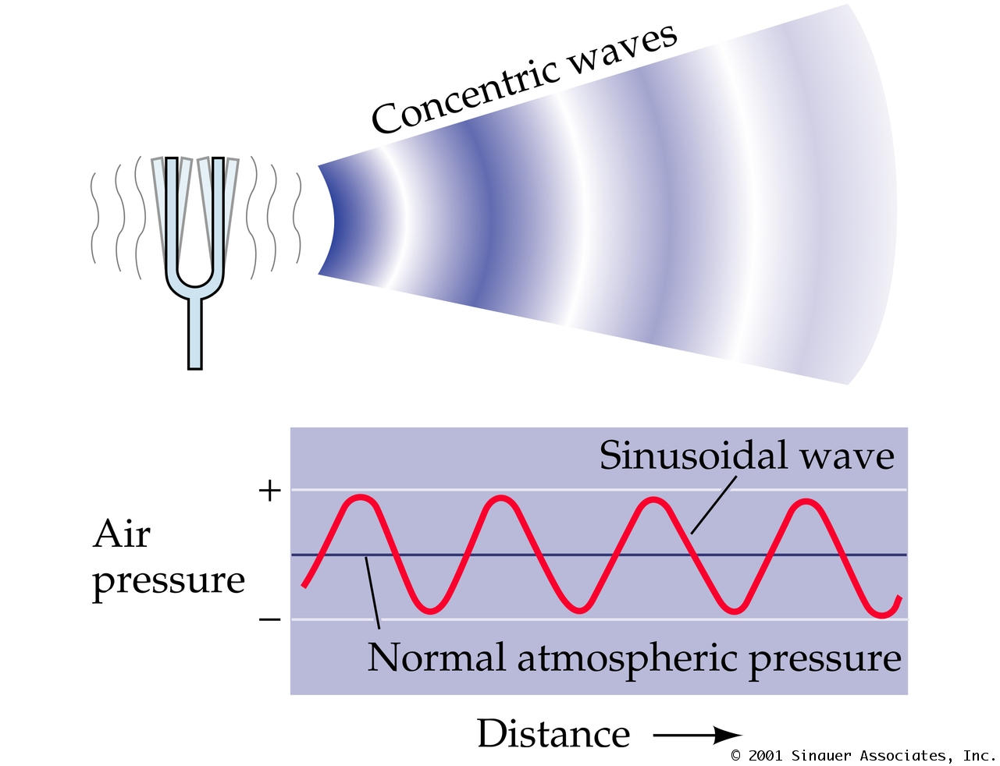 Concentric waves
Sinusoidal wave
+
Air
pressure
−
Normal atmospheric pressure
Distance
© 2001 Sinauer Associates, Inc.